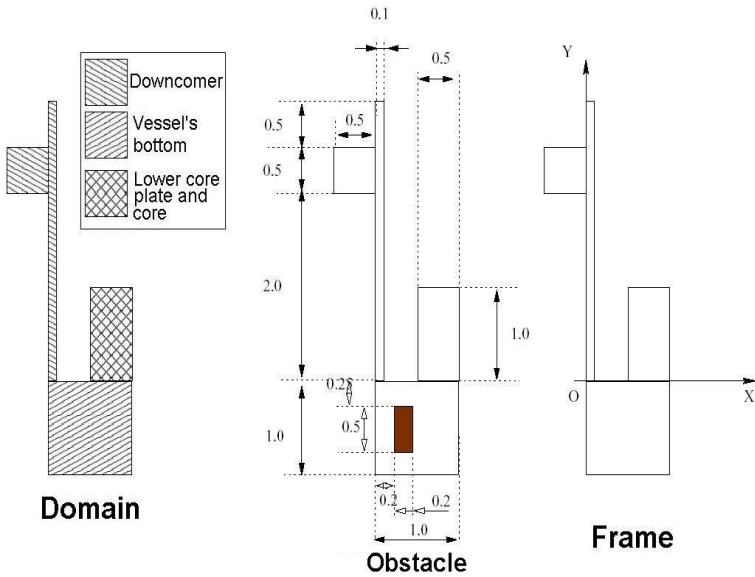 0.1
Y
0.5
Downcomer
Vessel's
bottom
Lower core
plate and
core
0.5
0.5
0.5
2.0
1.0
0.25
O
X
0.5
1.0
0.2
0.2
1.0
Domain
Obstacle
Frame